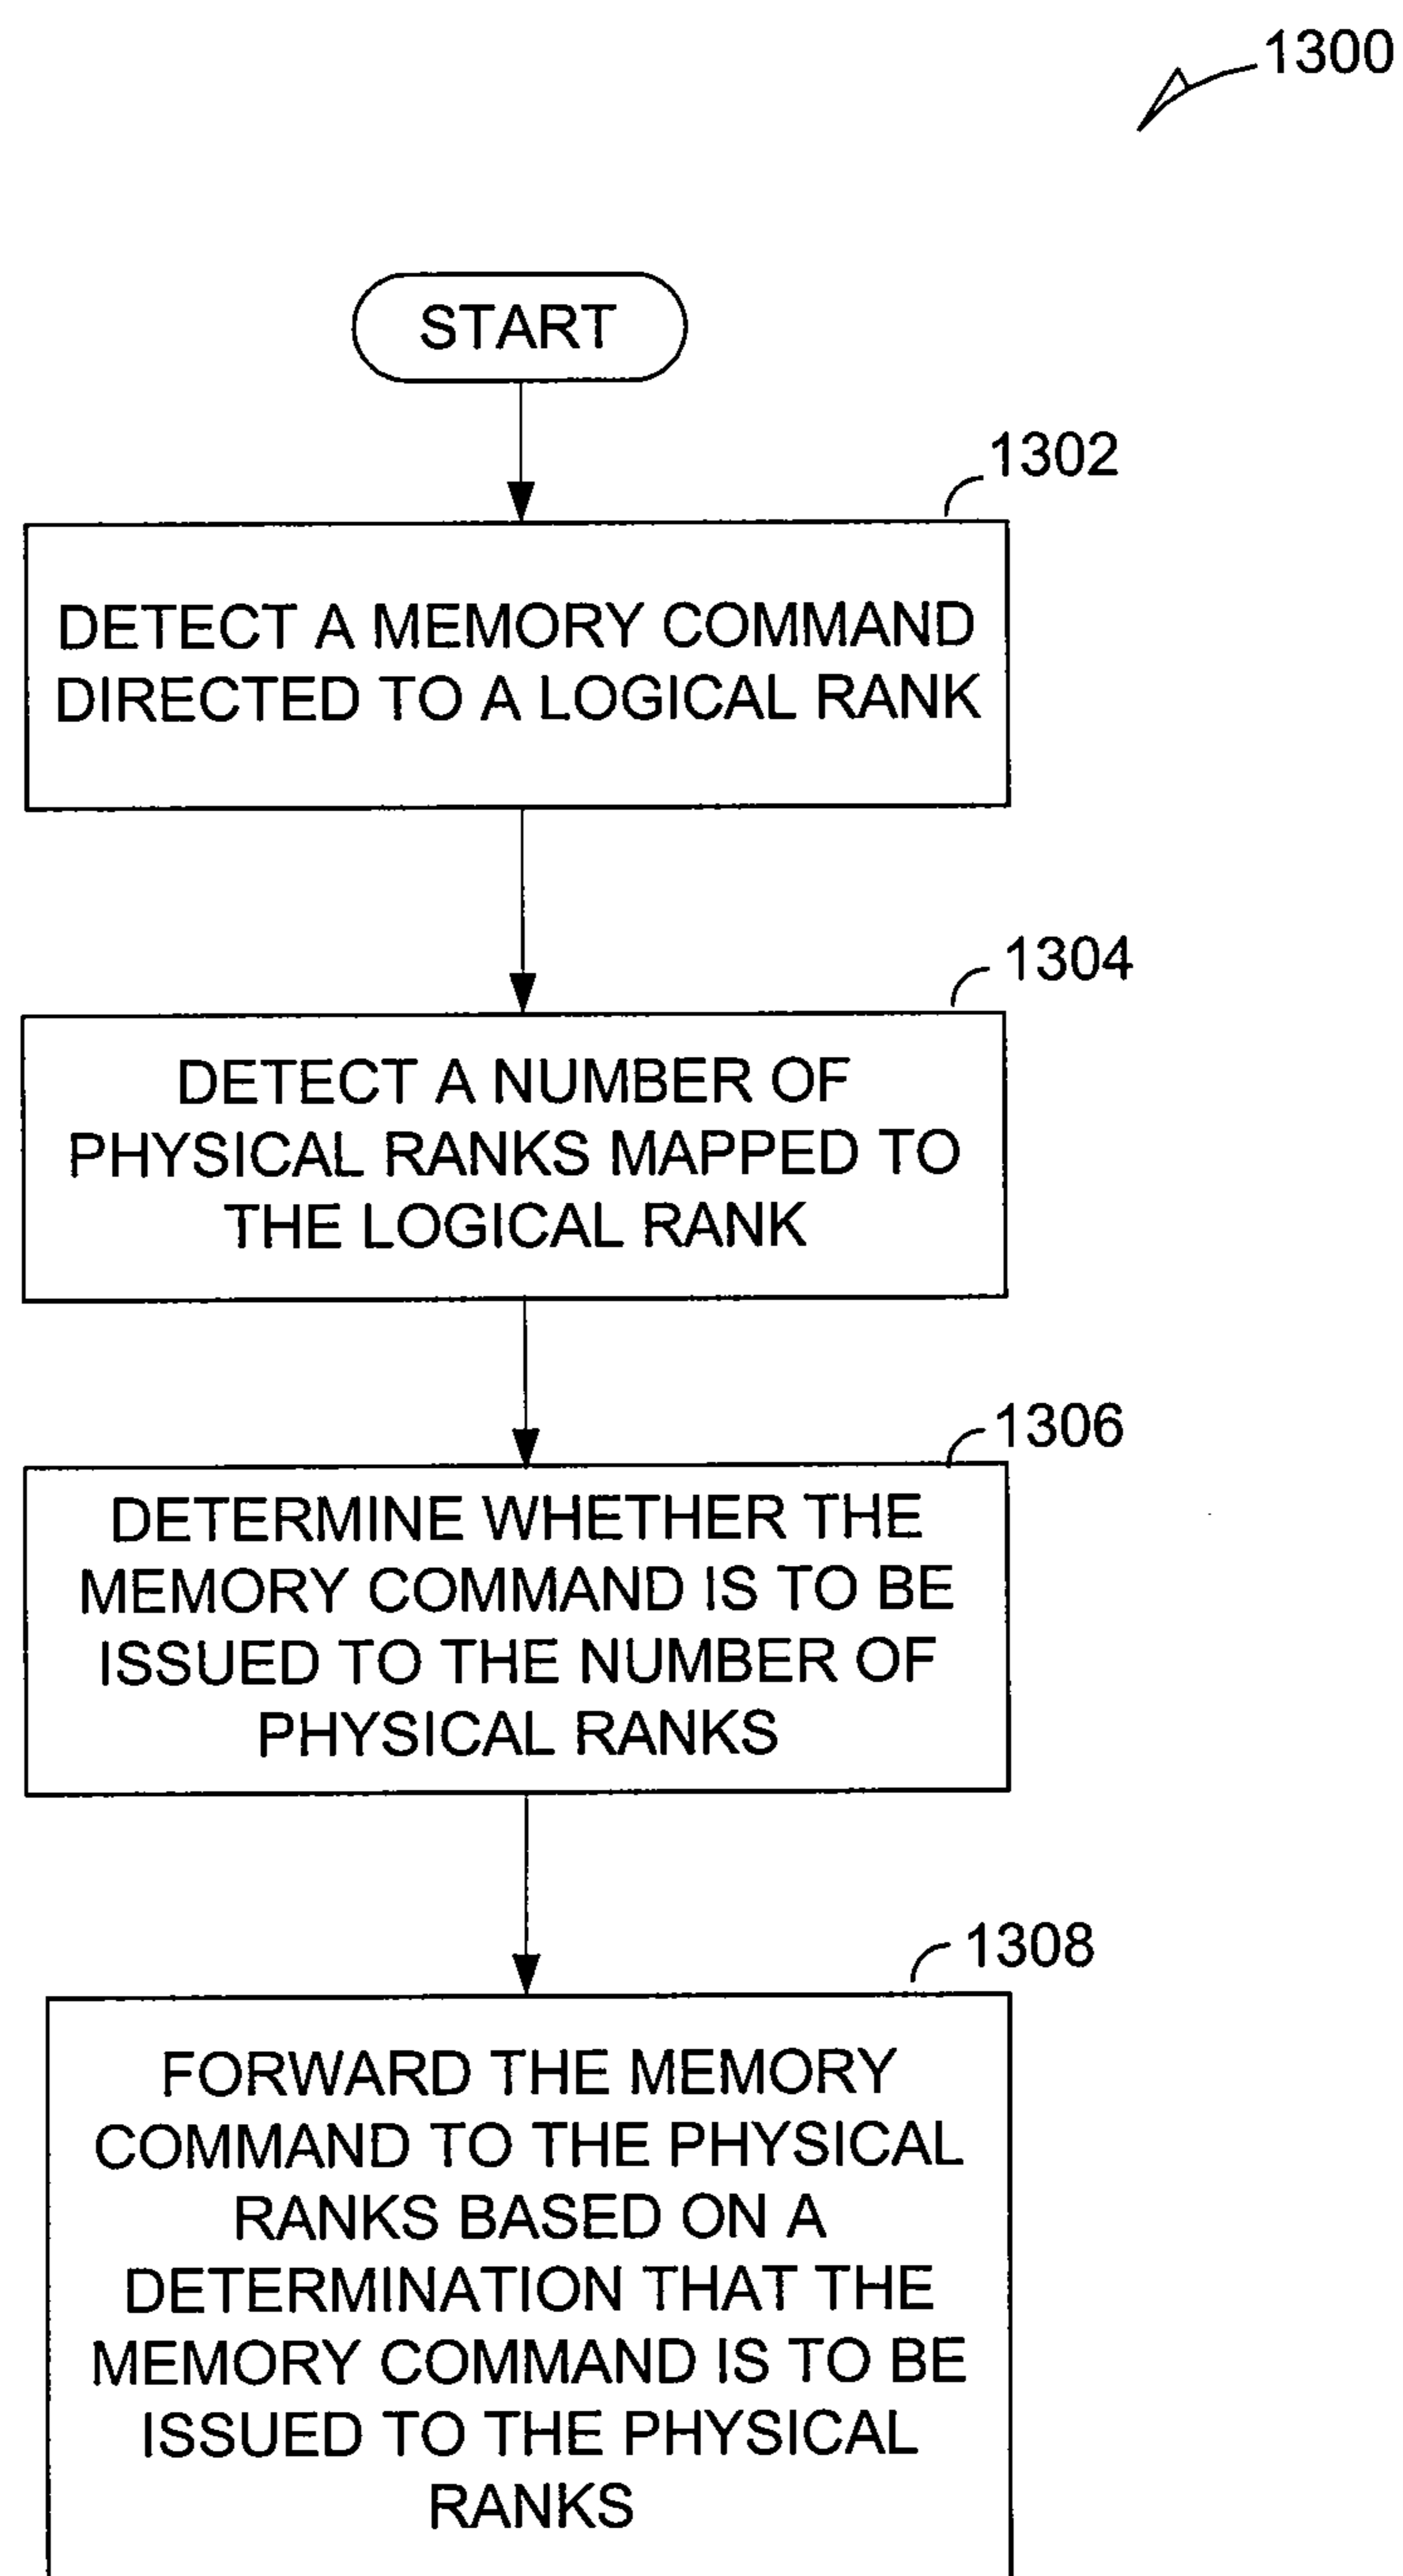 1300
START
1302
DETECT A MEMORY COMMAND
DIRECTED TO A LOGICAL RANK
1304
DETECT A NUMBER OF
PHYSICAL RANKS MAPPED TO
THE LOGICAL RANK
1306
DETERMINE WHETHER THE
MEMORY COMMAND IS TO BE
ISSUED TO THE NUMBER OF
PHYSICAL RANKS
1308
FORWARD THE MEMORY
COMMAND TO THE PHYSICAL
RANKS BASED ON A
DETERMINATION THAT THE
MEMORY COMMAND IS TO BE
ISSUED TO THE PHYSICAL
RANKS